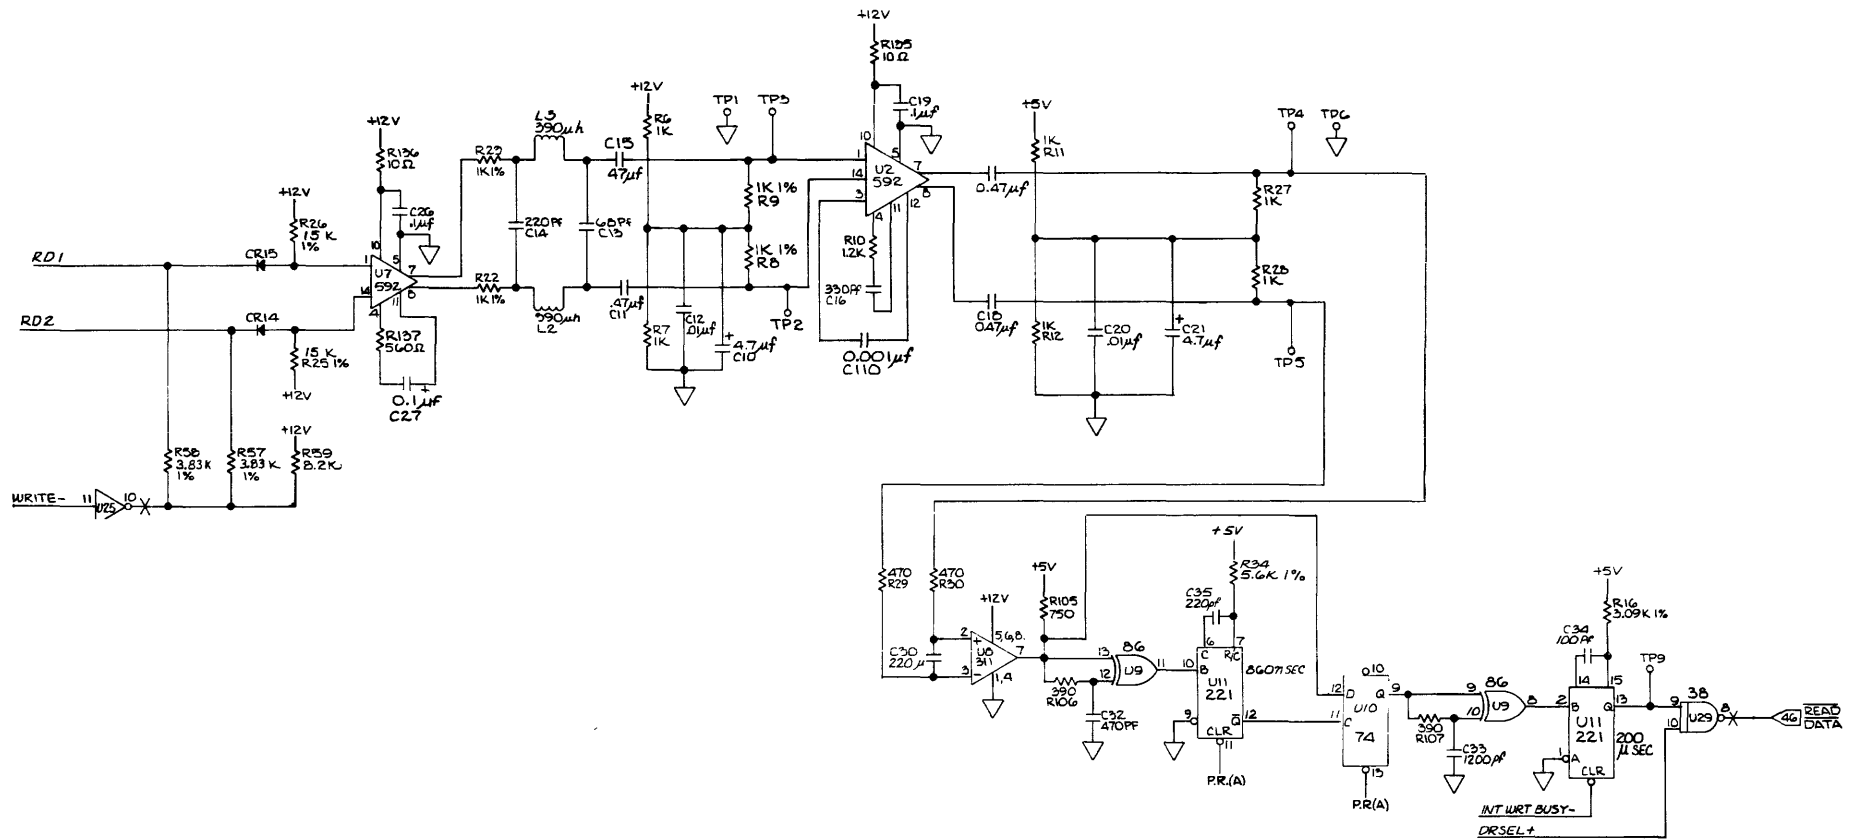 +12V
R135
10Ω
C19
.1µf
10
5
1
14
3
U2
592
7
8
4
11
12
R10
1.2K
330Pf
C16
0.001µf
C110
+12V
R6
1K
TP1
TP3
L3
390µh
C15
47µf
+12V
R136
10Ω
C26
.1µf
R23
1K1%
220Pf
C14
68Pf
C13
1K 1%
R9
1K 1%
R8
R22
1K1%
390µh
L2
.47µf
C11
R7
1K
C12
.01µf
+
4.7µf
C10
TP2
+12V
R26
15 K
1%
RD1
CR15
1
10
5
U7
592
7
8
14
11
4
RD2
CR14
R137
560Ω
15 K
R25 1%
+12V
+
0.1µf
C27
+12V
R58
3.83K
1%
R57
3.83K
1%
R59
8.2K
WRITE-
11
U25
10
+5V
1K
R11
0.47µf
TP4
TP6
R27
1K
R28
1K
C18
0.47µf
1K
R12
C20
.01µf
+
C21
4.7µf
TP5
470
R29
470
R30
+12V
5,6,8.
2
+
U8
311
7
3
-
1,4
C30
220µ
+5V
R105
750
390
R106
C32
470PF
13
12
86
U9
11
+5V
R34
5.6K 1%
C35
220pf
6
7
C
R/C
10
B
U11
221
860nSEC
9
Q
12
CLR
11
P.R.(A)
10
12
D
Q
9
U10
11
C
74
13
P.R(A)
390
R107
C33
1200pf
9
10
86
U9
8
+5V
R16
3.09K 1%
C34
100Pf
14
15
2
B
Q
13
U11
221
200
µSEC
1
A
CLR
TP9
9
10
38
U29
8
46
READ
DATA
INT WRT BUSY-
DRSEL+